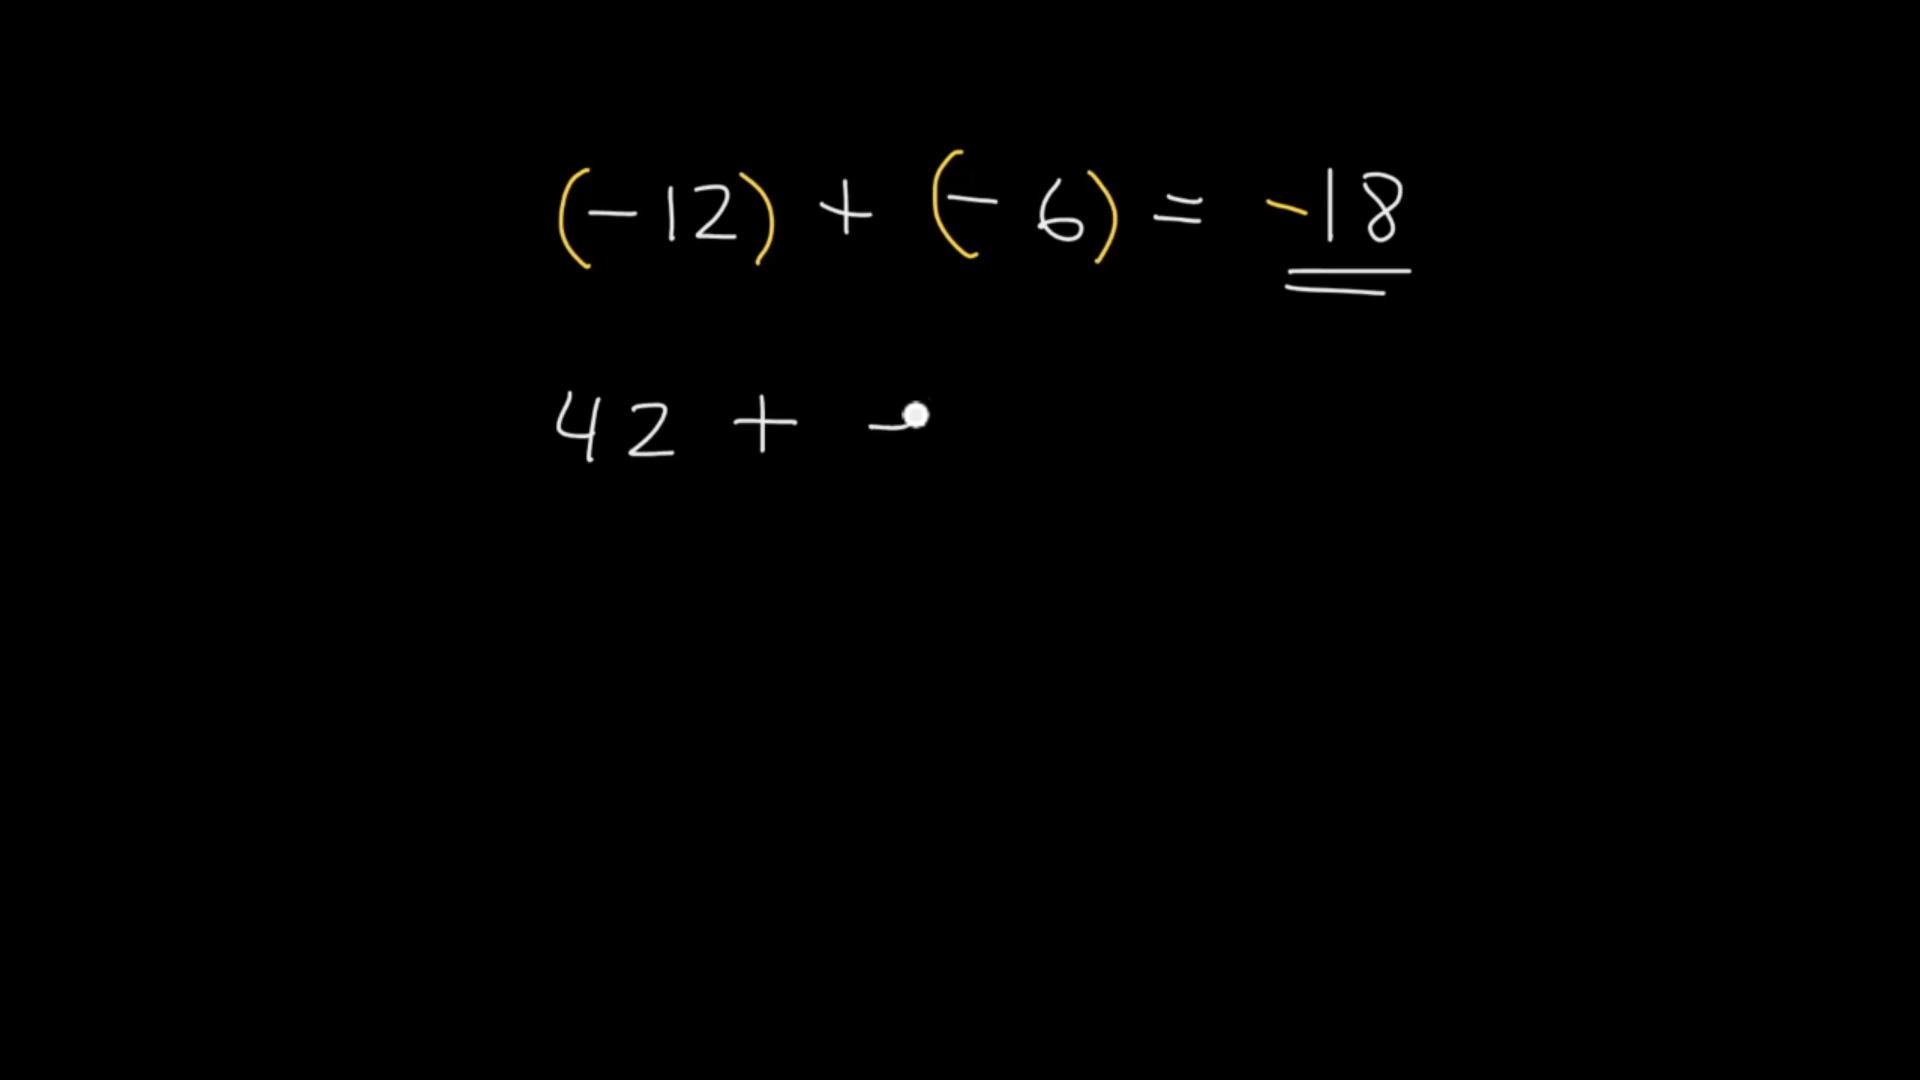 (-12) + (- 6) = -18
42 + -